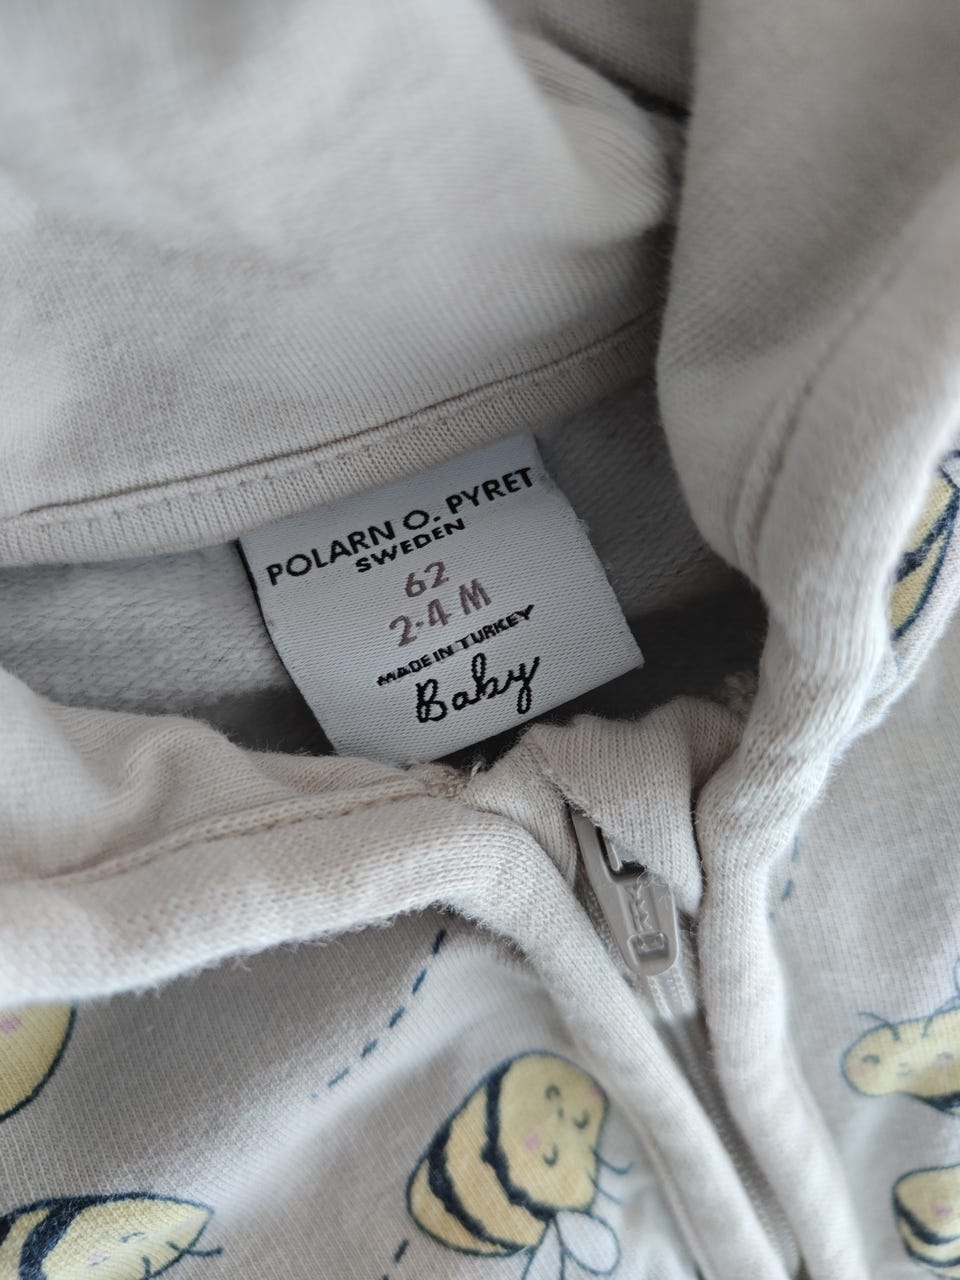 POLARN O. PYRET
SWEDEN
62
2-4 M
MADE IN TURKEY
Baby